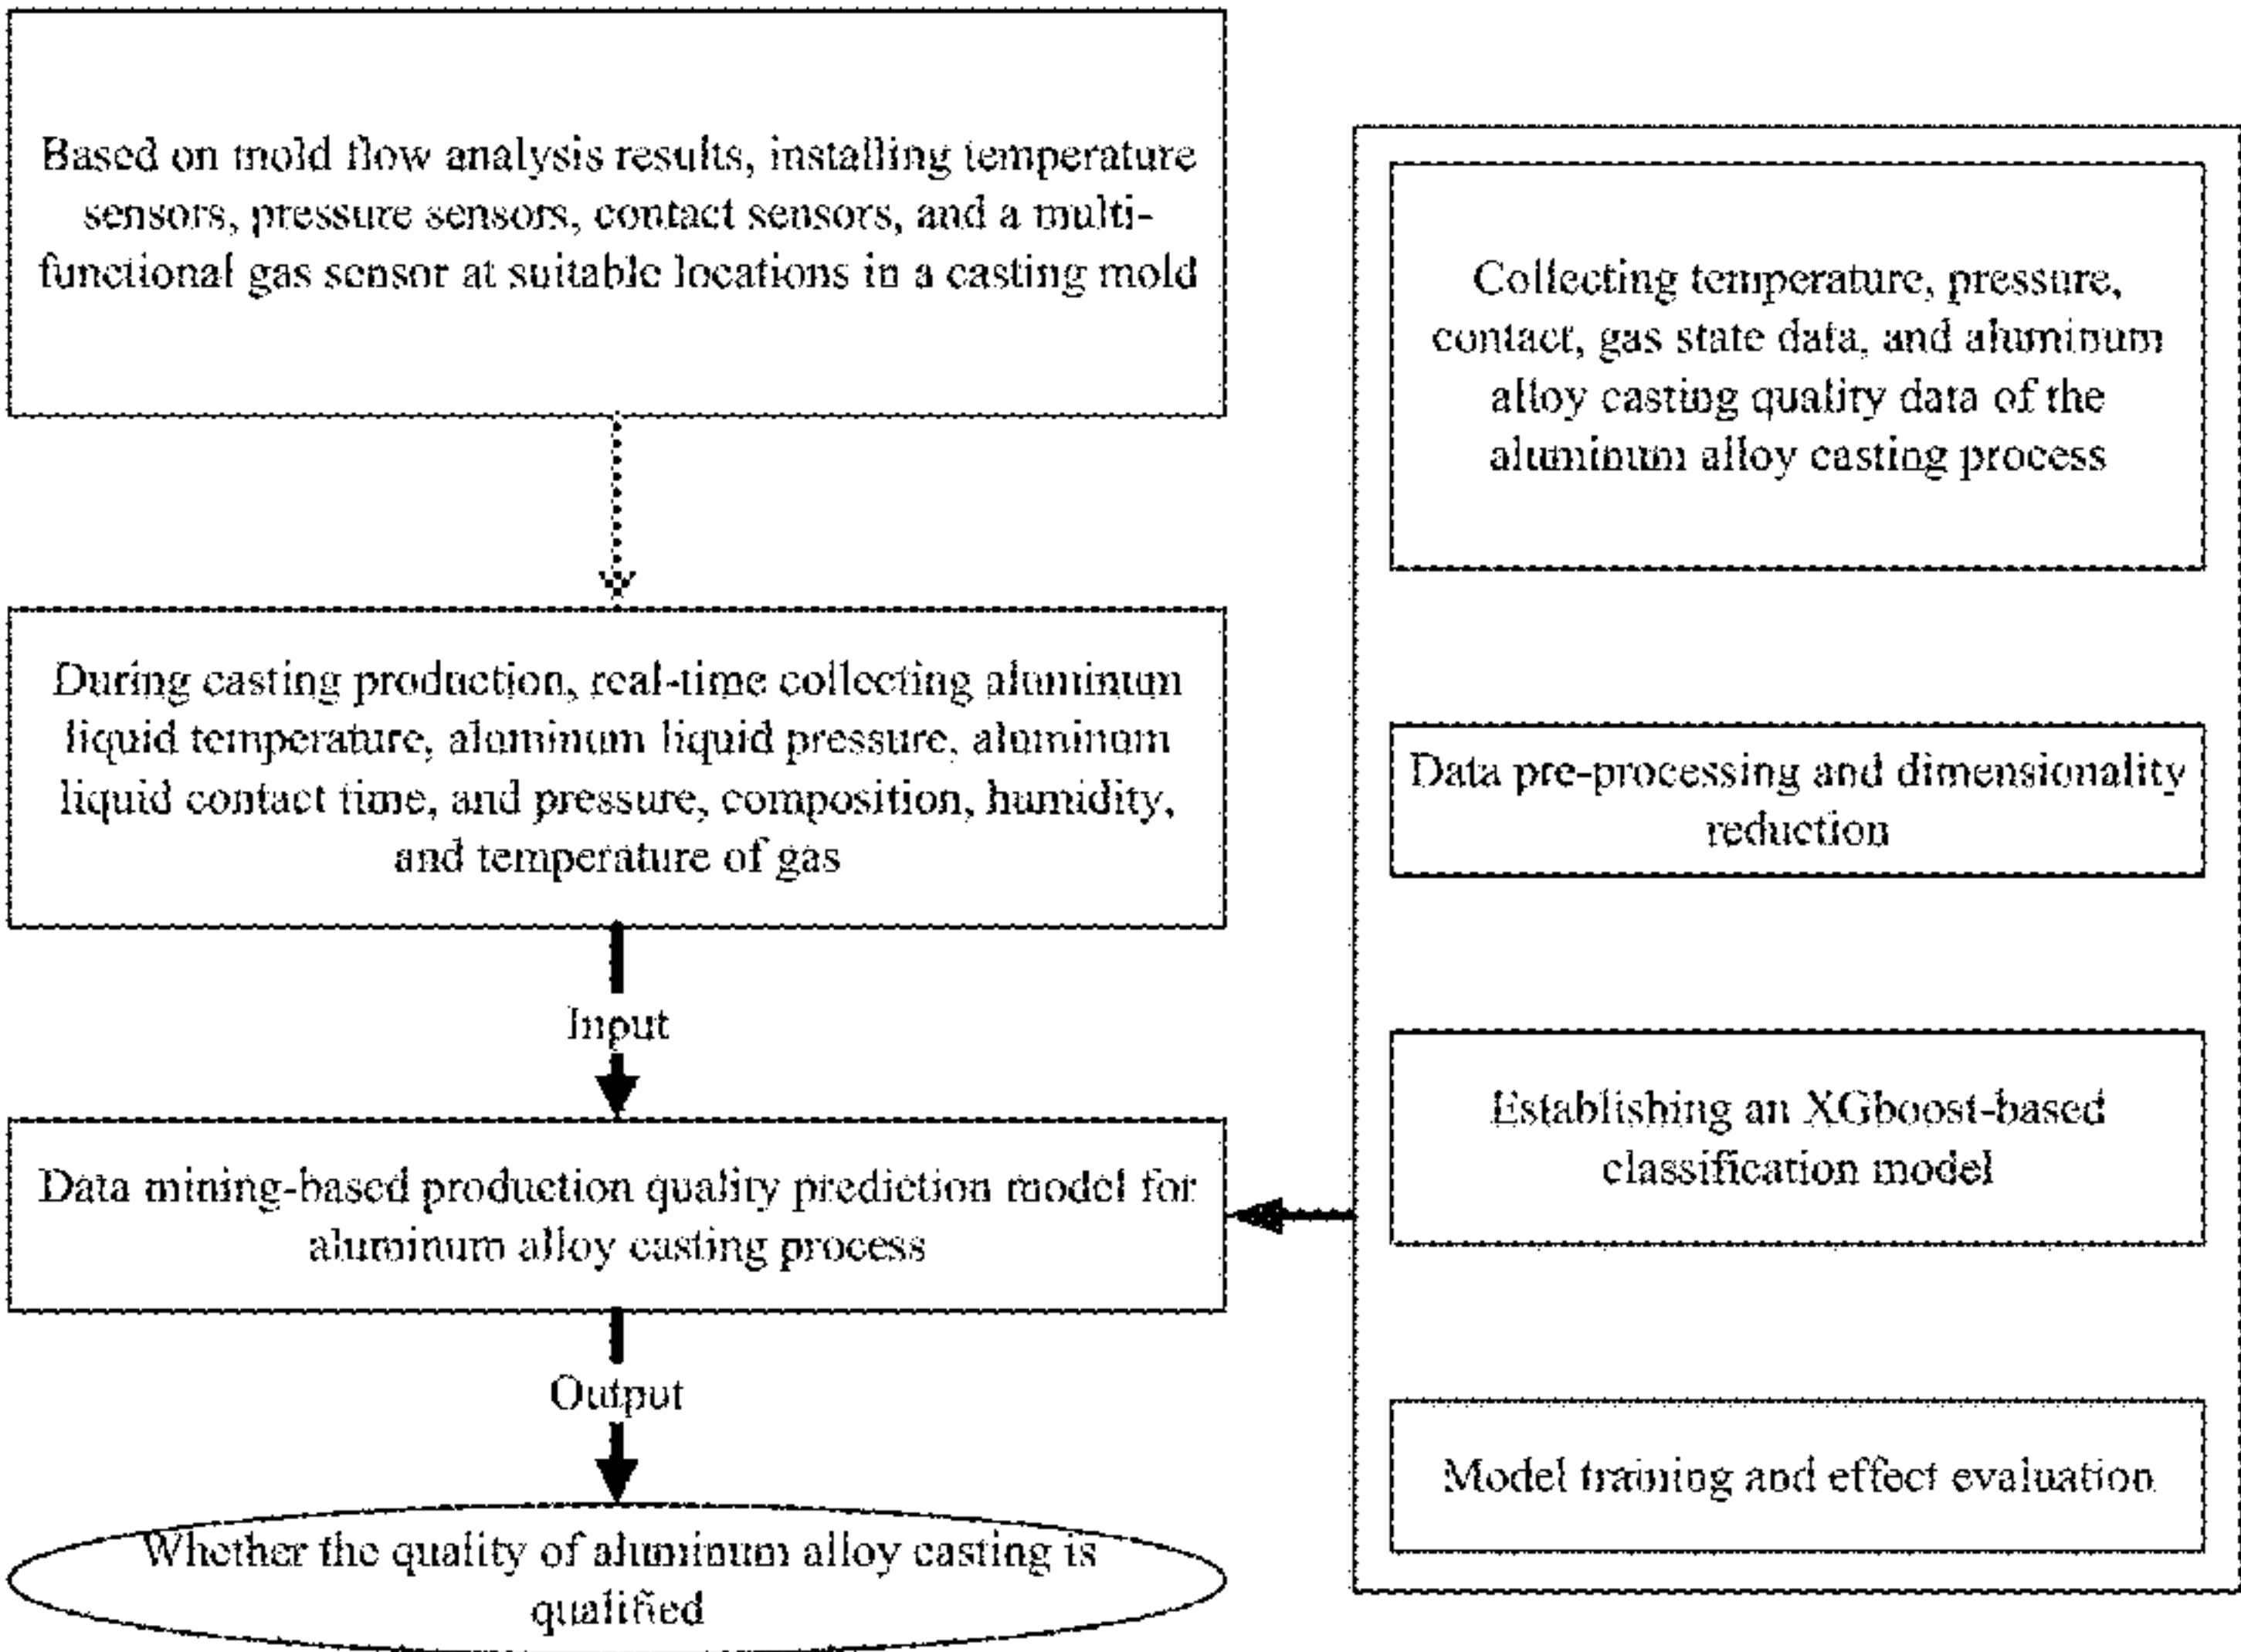 Based on mold flow analysis results, installing temperature
sensors, pressure sensors, contact sensors, and a multi-
functional gas sensor at suitable locations in a casting mold
During casting production, real-time collecting aluminum
liquid temperature, aluminum liquid pressure, aluminum
liquid contact time, and pressure, composition, humidity,
and temperature of gas
Input
Data mining-based production quality prediction model for
aluminum alloy casting process
Output
Whether the quality of aluminum alloy casting is
qualified
Collecting temperature, pressure,
contact, gas state data, and aluminum
alloy casting quality data of the
aluminum alloy casting process
Data pre-processing and dimensionality
reduction
Establishing an XGboost-based
classification model
Model training and effect evaluation